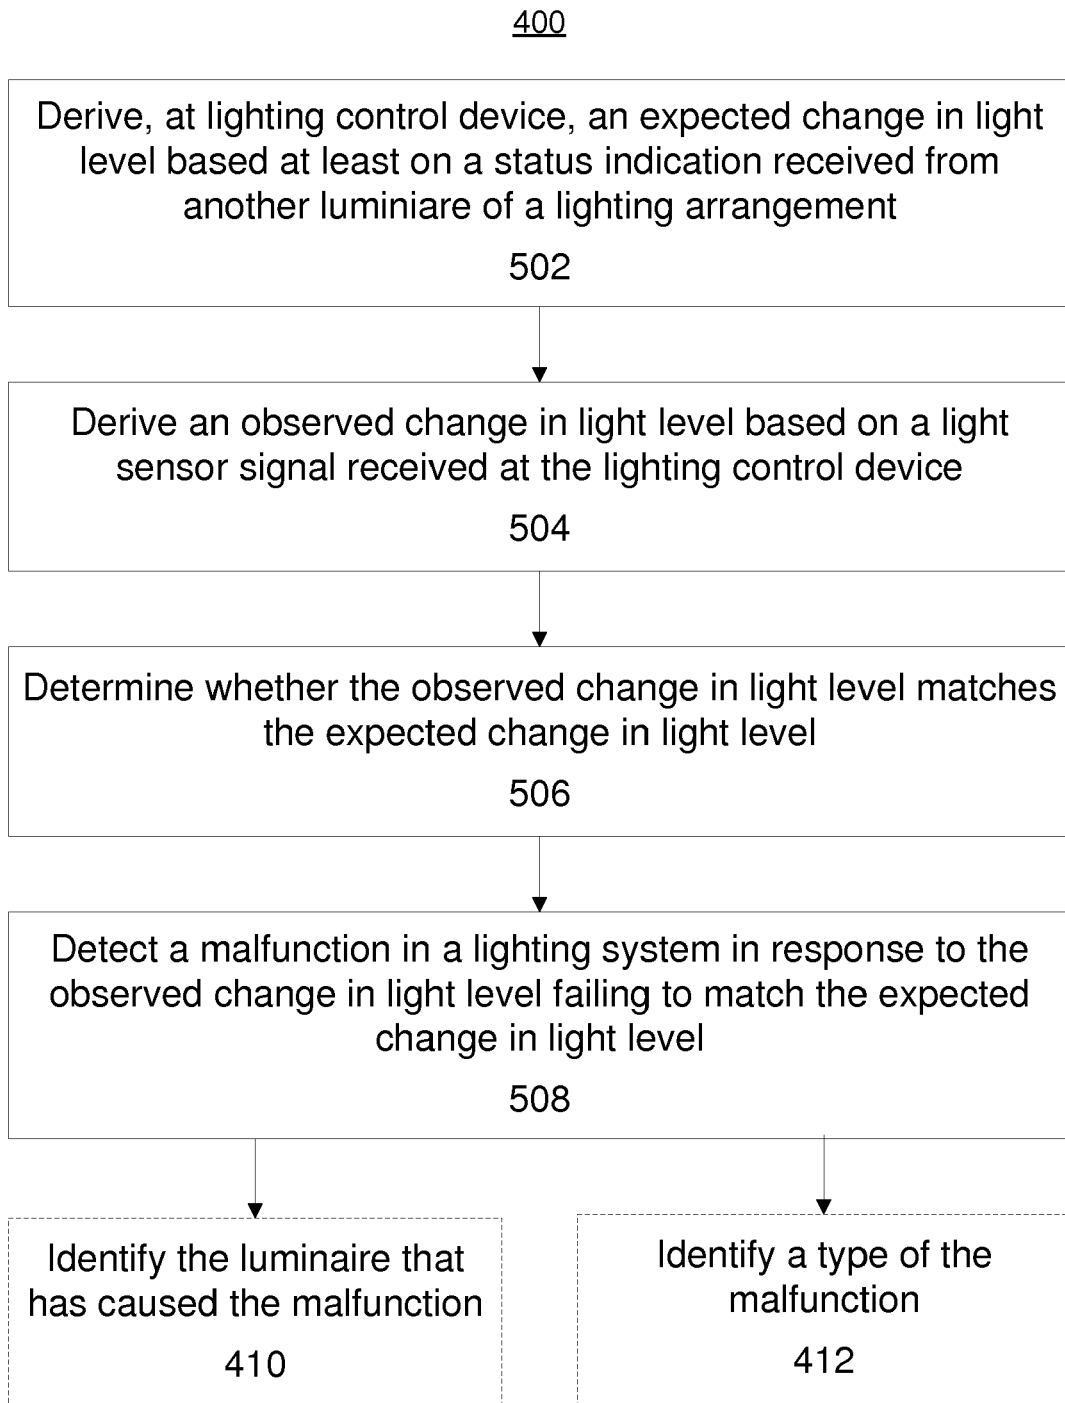 400
Derive, at lighting control device, an expected change in light
level based at least on a status indication received from
another luminiare of a lighting arrangement
502
Derive an observed change in light level based on a light
sensor signal received at the lighting control device
504
Determine whether the observed change in light level matches
the expected change in light level
506
Detect a malfunction in a lighting system in response to the
observed change in light level failing to match the expected
change in light level
508
Identify the luminaire that
has caused the malfunction
410
Identify a type of the
malfunction
412